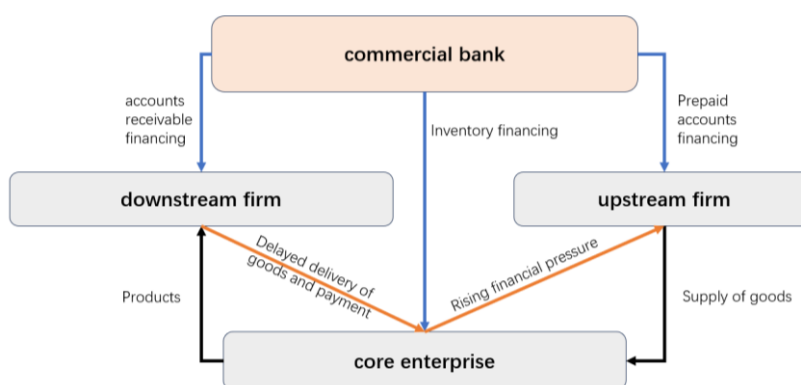 commercial bank
accounts
receivable
financing
Inventory financing
Prepaid
accounts
financing
downstream firm
upstream firm
Delayed delivery of
goods and payment
Rising financial pressure
Products
Supply of goods
core enterprise